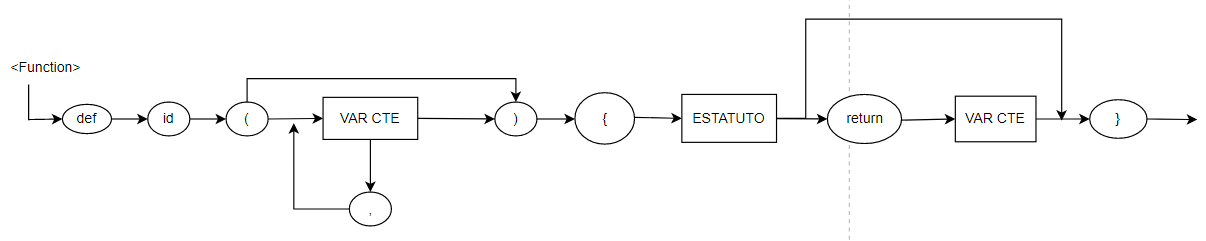 <Function>
def
id
(
VAR CTE
,
)
{
ESTATUTO
return
VAR CTE
}